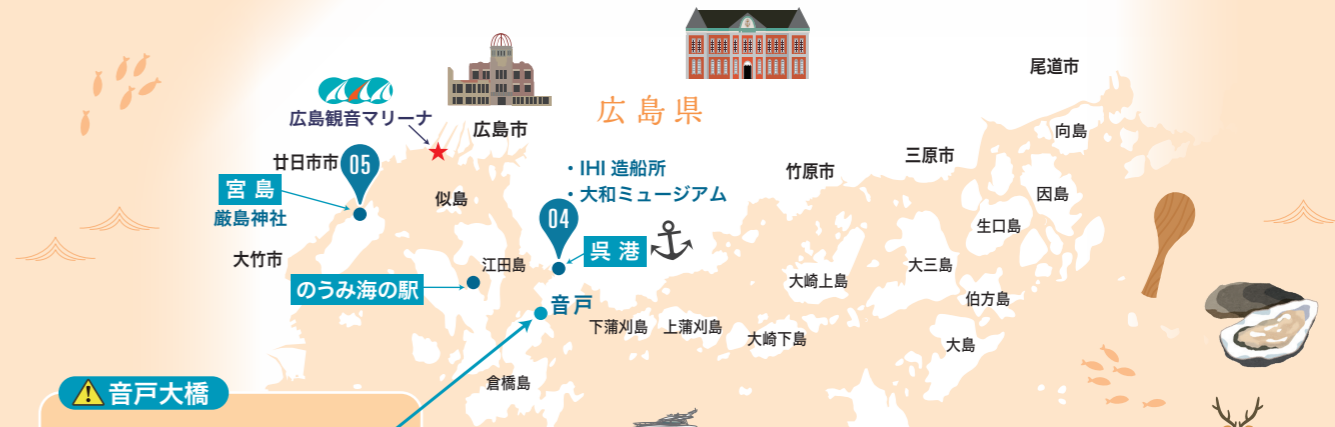 尾道市
広島県
広島観音マリーナ
広島市
向島
廿日市市
05
・IHI 造船所
竹原市
三原市
宮島
・大和ミュージアム
因島
厳島神社
似島
04
生口島
呉港
大竹市
江田島
大崎上島
大三島
のうみ海の駅
伯方島
音戸
下蒲刈島
上蒲刈島
大崎下島
大島
倉橋島
音戸大橋